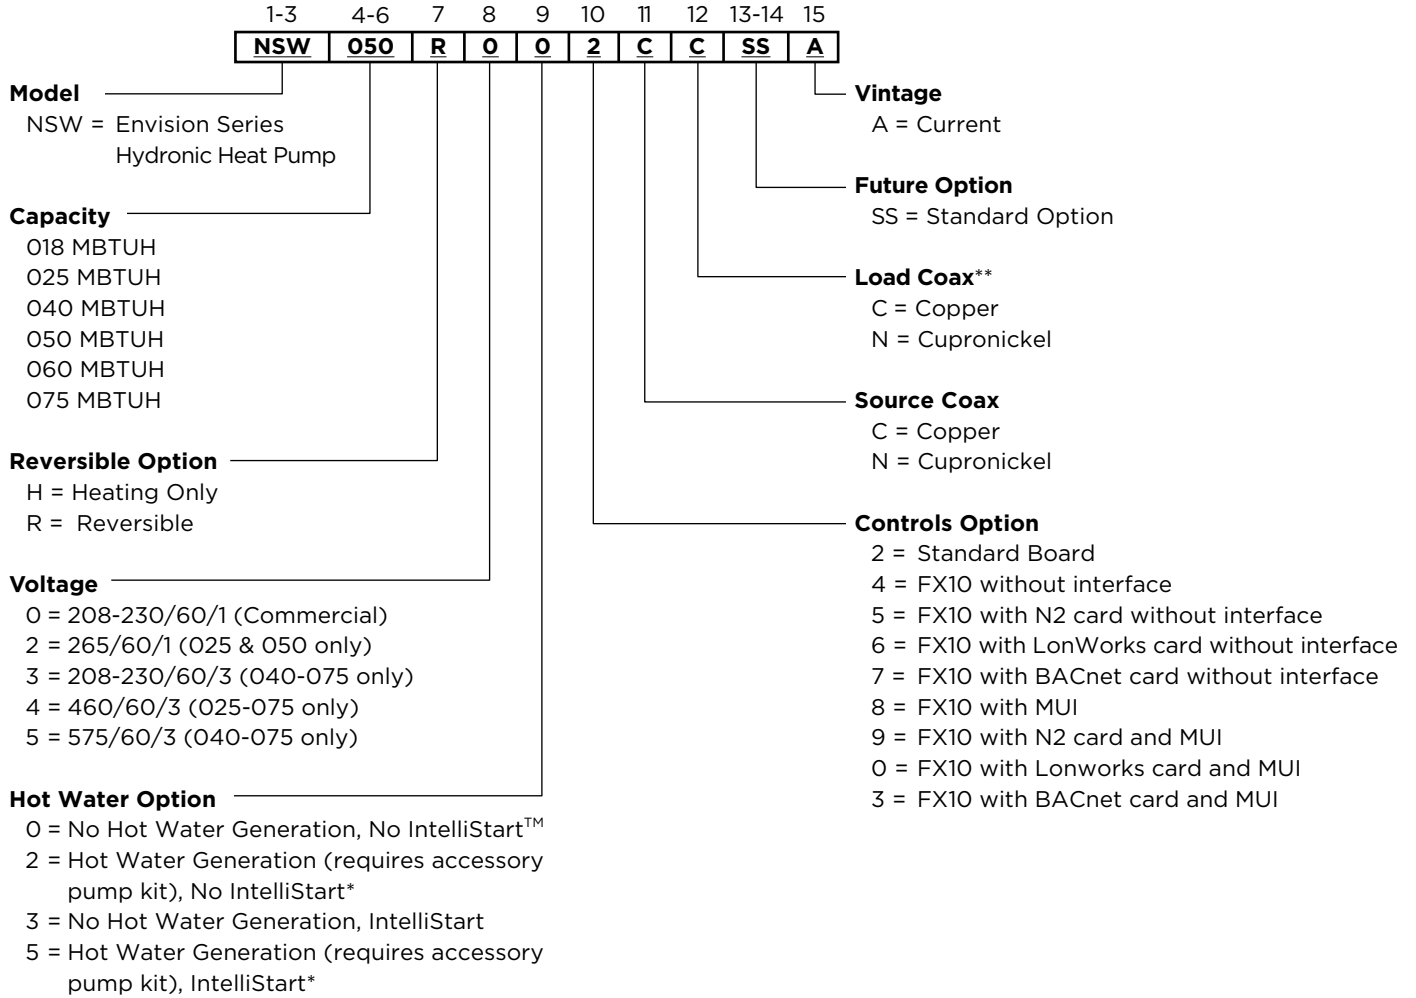 1-3 4-6 7 8 9 10 11 12 13-14 15
NSW 050 R 0 0 2 C C SS A
Model
NSW = Envision Series
Hydronic Heat Pump
Capacity
018 MBTUH
025 MBTUH
040 MBTUH
050 MBTUH
060 MBTUH
075 MBTUH
Reversible Option
H = Heating Only
R = Reversible
Voltage
0 = 208-230/60/1 (Commercial)
2 = 265/60/1 (025 & 050 only)
3 = 208-230/60/3 (040-075 only)
4 = 460/60/3 (025-075 only)
5 = 575/60/3 (040-075 only)
Hot Water Option
0 = No Hot Water Generation, No IntelliStart™
2 = Hot Water Generation (requires accessory
pump kit), No IntelliStart*
3 = No Hot Water Generation, IntelliStart
5 = Hot Water Generation (requires accessory
pump kit), IntelliStart*
Vintage
A = Current
Future Option
SS = Standard Option
Load Coax**
C = Copper
N = Cupronickel
Source Coax
C = Copper
N = Cupronickel
Controls Option
2 = Standard Board
4 = FX10 without interface
5 = FX10 with N2 card without interface
6 = FX10 with LonWorks card without interface
7 = FX10 with BACnet card without interface
8 = FX10 with MUI
9 = FX10 with N2 card and MUI
0 = FX10 with Lonworks card and MUI
3 = FX10 with BACnet card and MUI